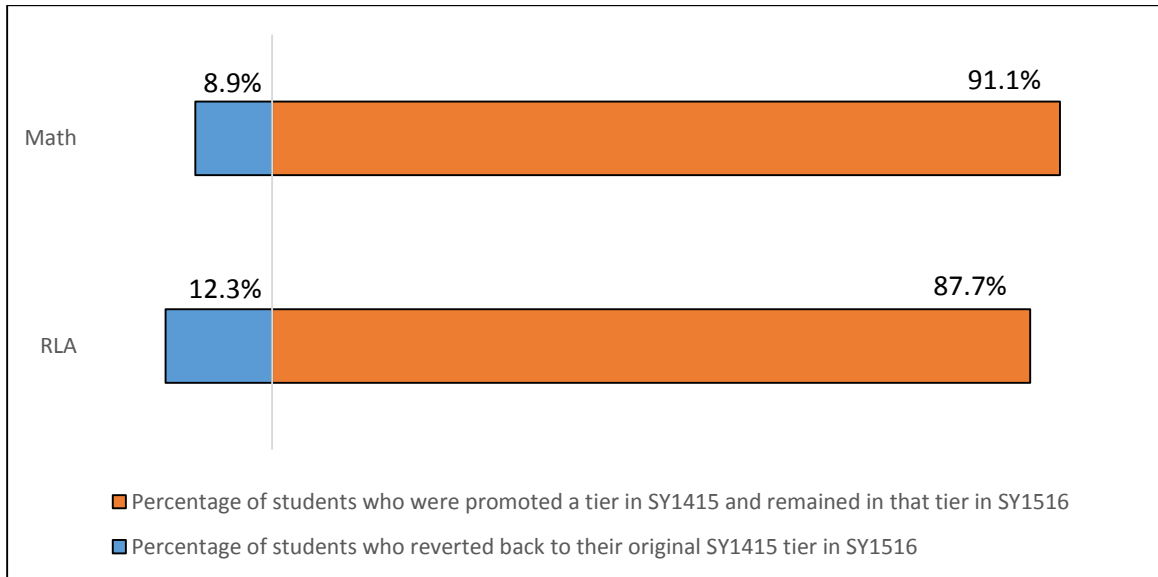 8.9%
91.1%
Math
12.3%
87.7%
RLA
Percentage of students who were promoted a tier in SY1415 and remained in that tier in SY1516
Percentage of students who reverted back to their original SY1415 tier in SY1516